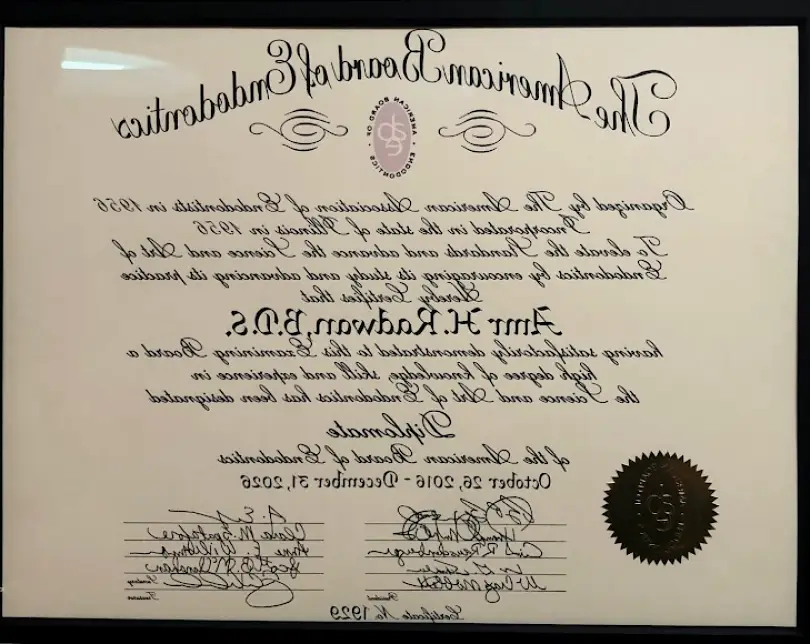 The American Board of Endodontics
AMERICAN BOARD OF ENDODONTICS
Organized by The American Association of Endodontists in 1956
Incorporated in the state of Illinois in 1956
To elevate the Standards and advance the Science and Art of
Endodontics by encouraging its study and advancing its practice
Hereby Certifies that
Amr H. Radwan, B.D.S.
having satisfactorily demonstrated to this Examining Board a
high degree of knowledge, skill and experience in
the Science and Art of Endodontics has been designated
Diplomate
of the American Board of Endodontics
October 26, 2016 - December 31, 2026
President
Secretary
Treasurer
Certificate No. 1929